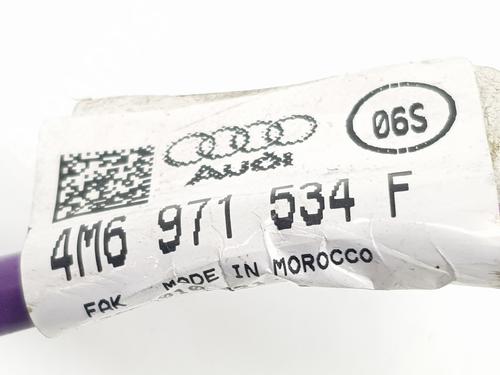 06S
AUDI
4M6 971 534 F
FAK MADE IN MOROCCO